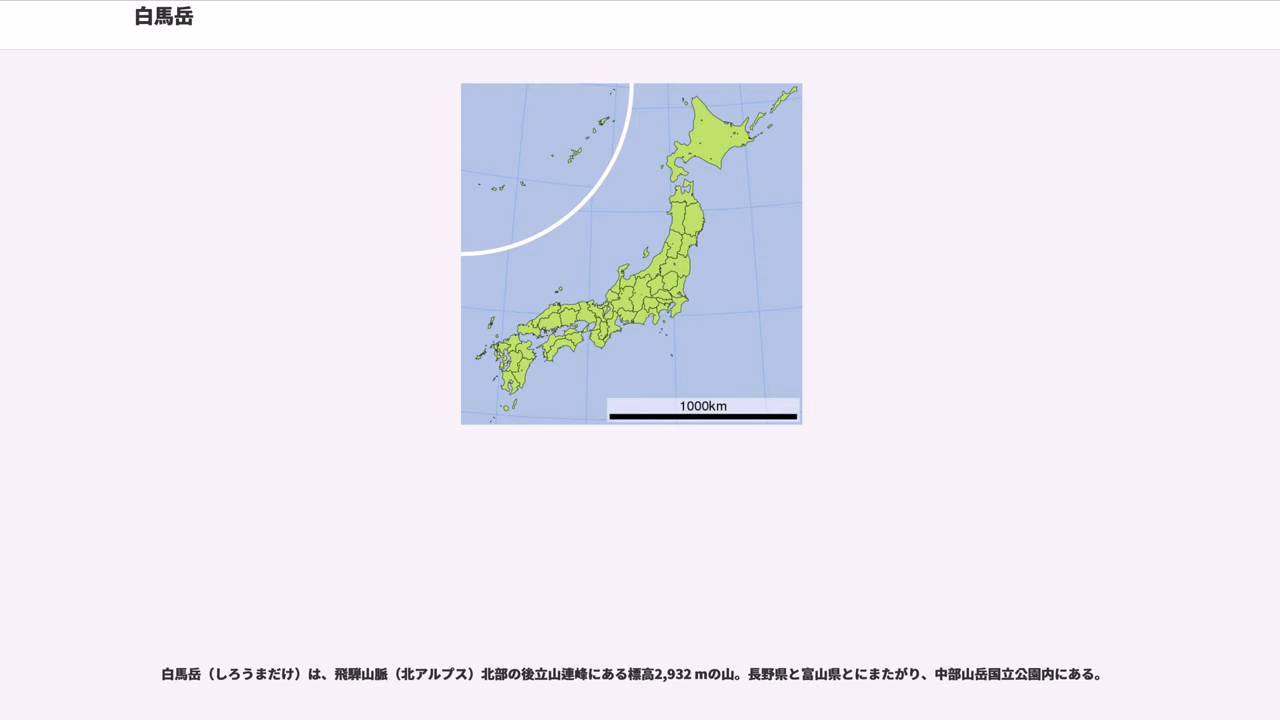 白馬岳
1000km
白馬岳（しろうまだけ）は、飛騨山脈（北アルプス）北部の後立山連峰にある標高2,932 mの山。長野県と富山県とにまたがり、中部山岳国立公園内にある。